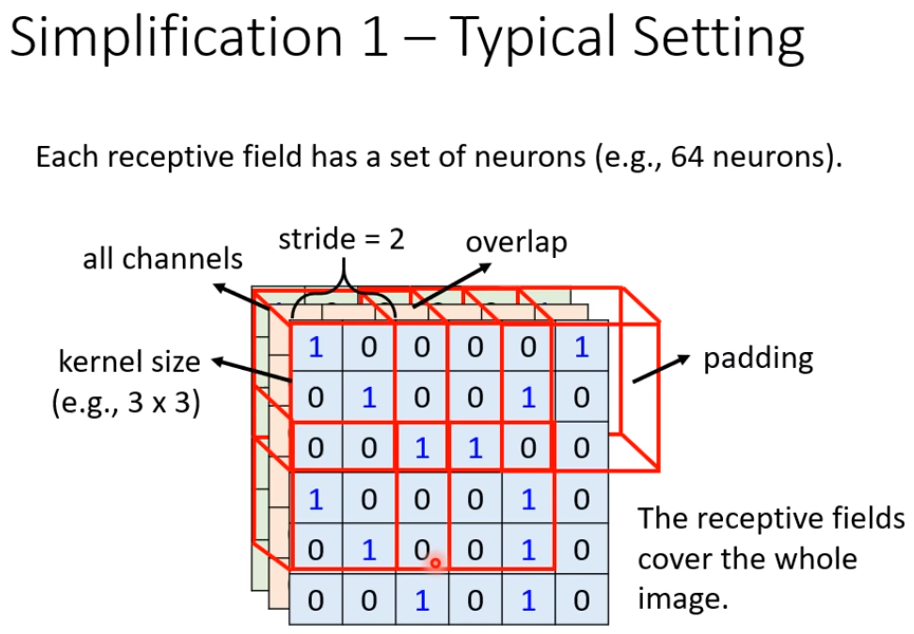 Simplification 1 – Typical Setting
Each receptive field has a set of neurons (e.g., 64 neurons).
all channels
stride = 2
overlap
kernel size
(e.g., 3 x 3)
padding
1 0 0 0 0 1
0 1 0 0 1 0
0 0 1 1 0 0
1 0 0 0 1 0
0 1 0 0 1 0
0 0 1 0 1 0
The receptive fields
cover the whole
image.